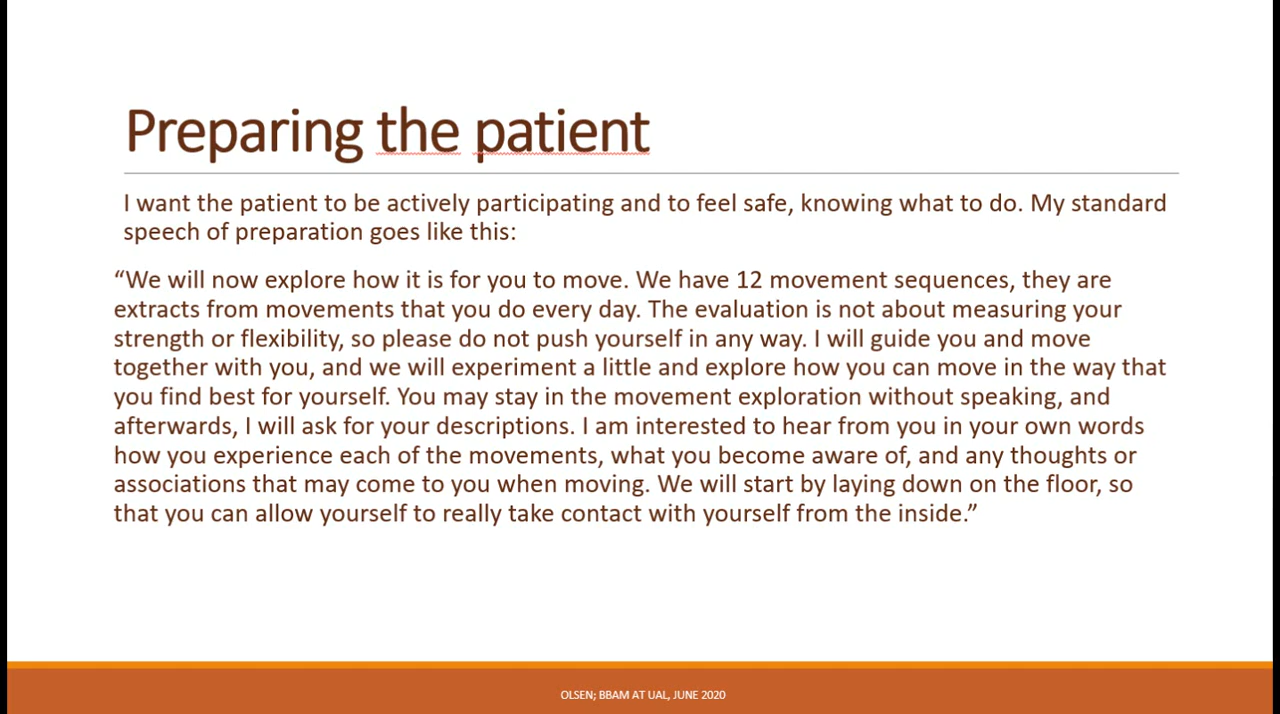 Preparing the patient
I want the patient to be actively participating and to feel safe, knowing what to do. My standard
speech of preparation goes like this:
“We will now explore how it is for you to move. We have 12 movement sequences, they are
extracts from movements that you do every day. The evaluation is not about measuring your
strength or flexibility, so please do not push yourself in any way. I will guide you and move
together with you, and we will experiment a little and explore how you can move in the way that
you find best for yourself. You may stay in the movement exploration without speaking, and
afterwards, I will ask for your descriptions. I am interested to hear from you in your own words
how you experience each of the movements, what you become aware of, and any thoughts or
associations that may come to you when moving. We will start by laying down on the floor, so
that you can allow yourself to really take contact with yourself from the inside.”
OLSEN; BBAM AT UAL, JUNE 2020